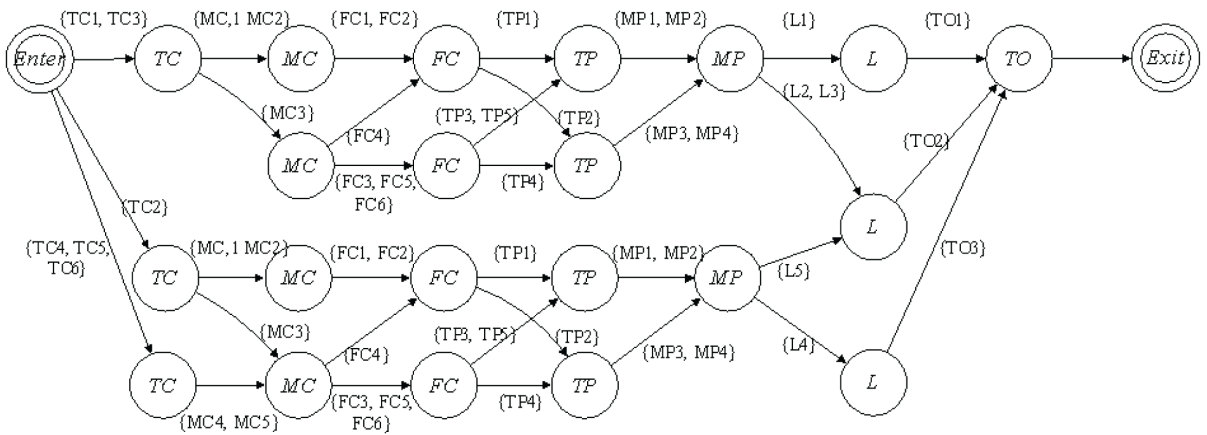 {TC1, TC3}
{MC,1 MC2}
{FC1, FC2}
{TP1}
{MP1, MP2}
{L1}
{TO1}
Enter
TC
MC
FC
TP
MP
L
TO
Exit
{L2, L3}
{MC3}
{FC4}
{TP3, TP5}
{TP2}
{MP3, MP4}
{TO2}
MC
FC
TP
{FC3, FC5,
FC6}
{TP4}
{TC2}
L
{TC4, TC5,
TC6}
{MC,1 MC2}
{FC1, FC2}
{TP1}
{MP1, MP2}
{TO3}
TC
MC
FC
TP
MP
{L5}
{MC3}
{FC4}
{TP3, TP5}
{TP2}
{MP3, MP4}
{L4}
TC
MC
FC
TP
L
{MC4, MC5}
{FC3, FC5,
FC6}
{TP4}